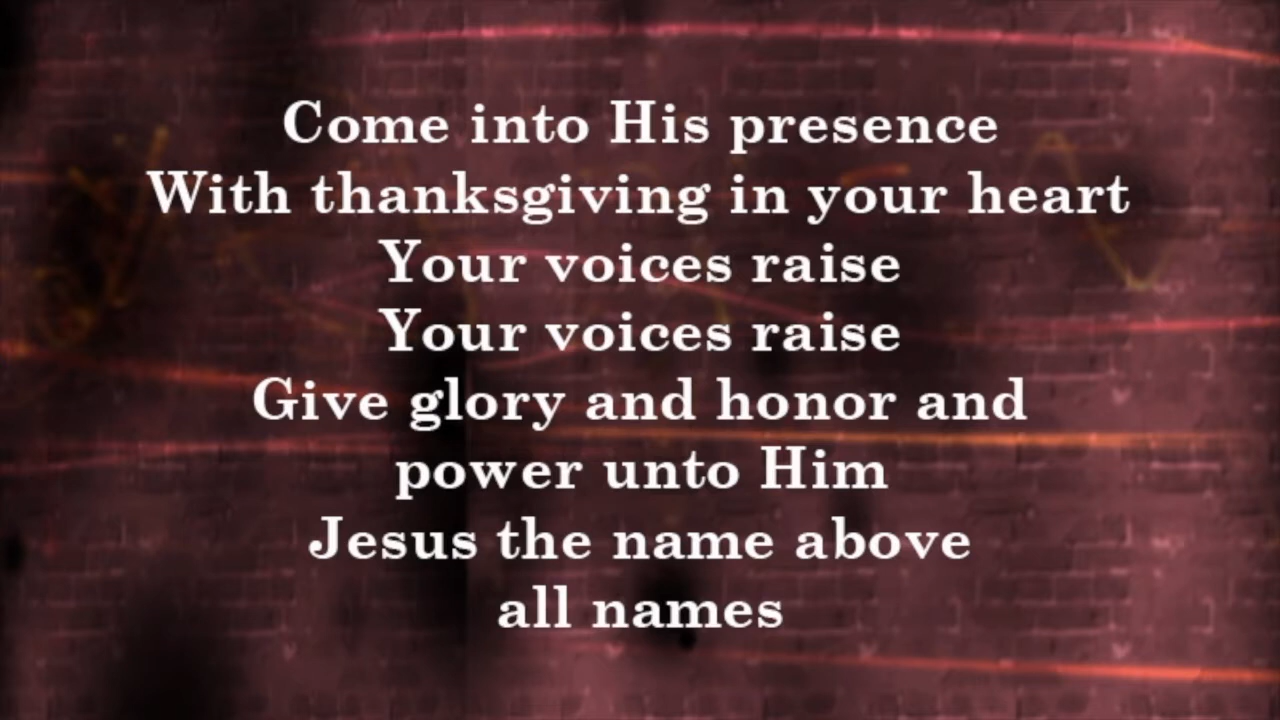 Come into His presence
With thanksgiving in your heart
Your voices raise
Your voices raise
Give glory and honor and
power unto Him
Jesus the name above
all names